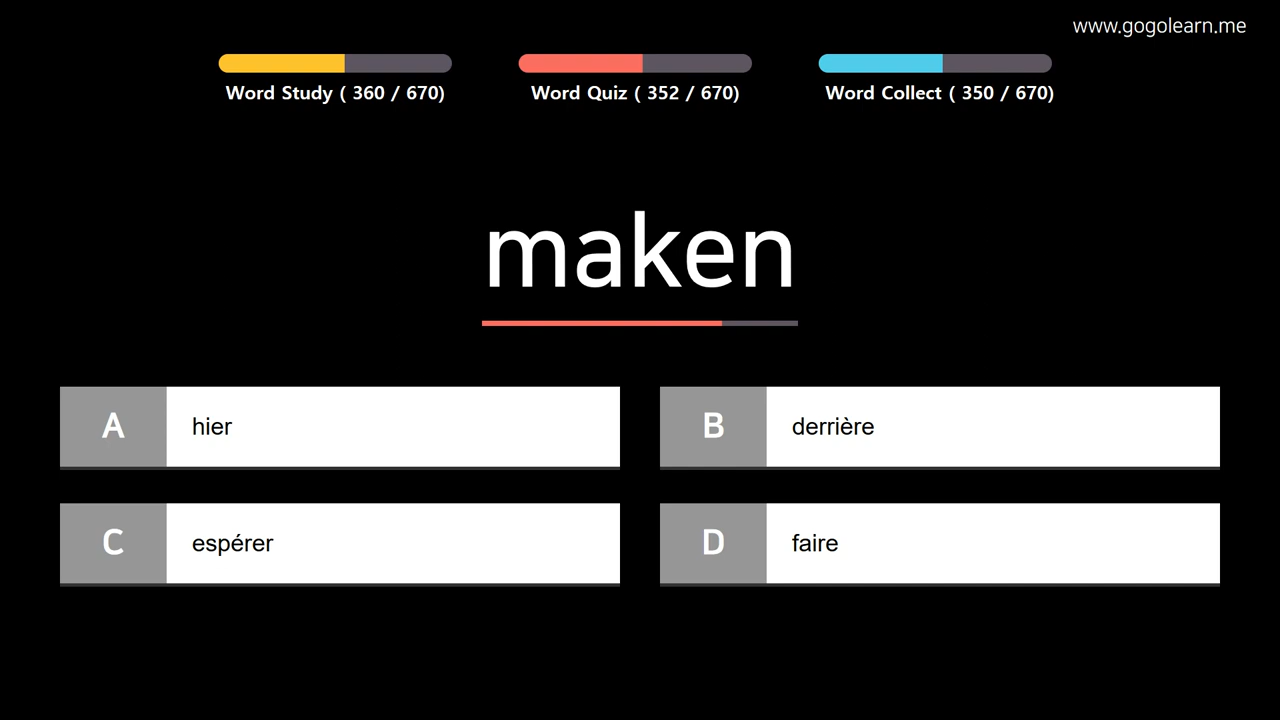 www.gogolearn.me
Word Study ( 360 / 670)
Word Quiz ( 352 / 670)
Word Collect ( 350 / 670)
maken
A hier
B derrière
C espérer
D faire